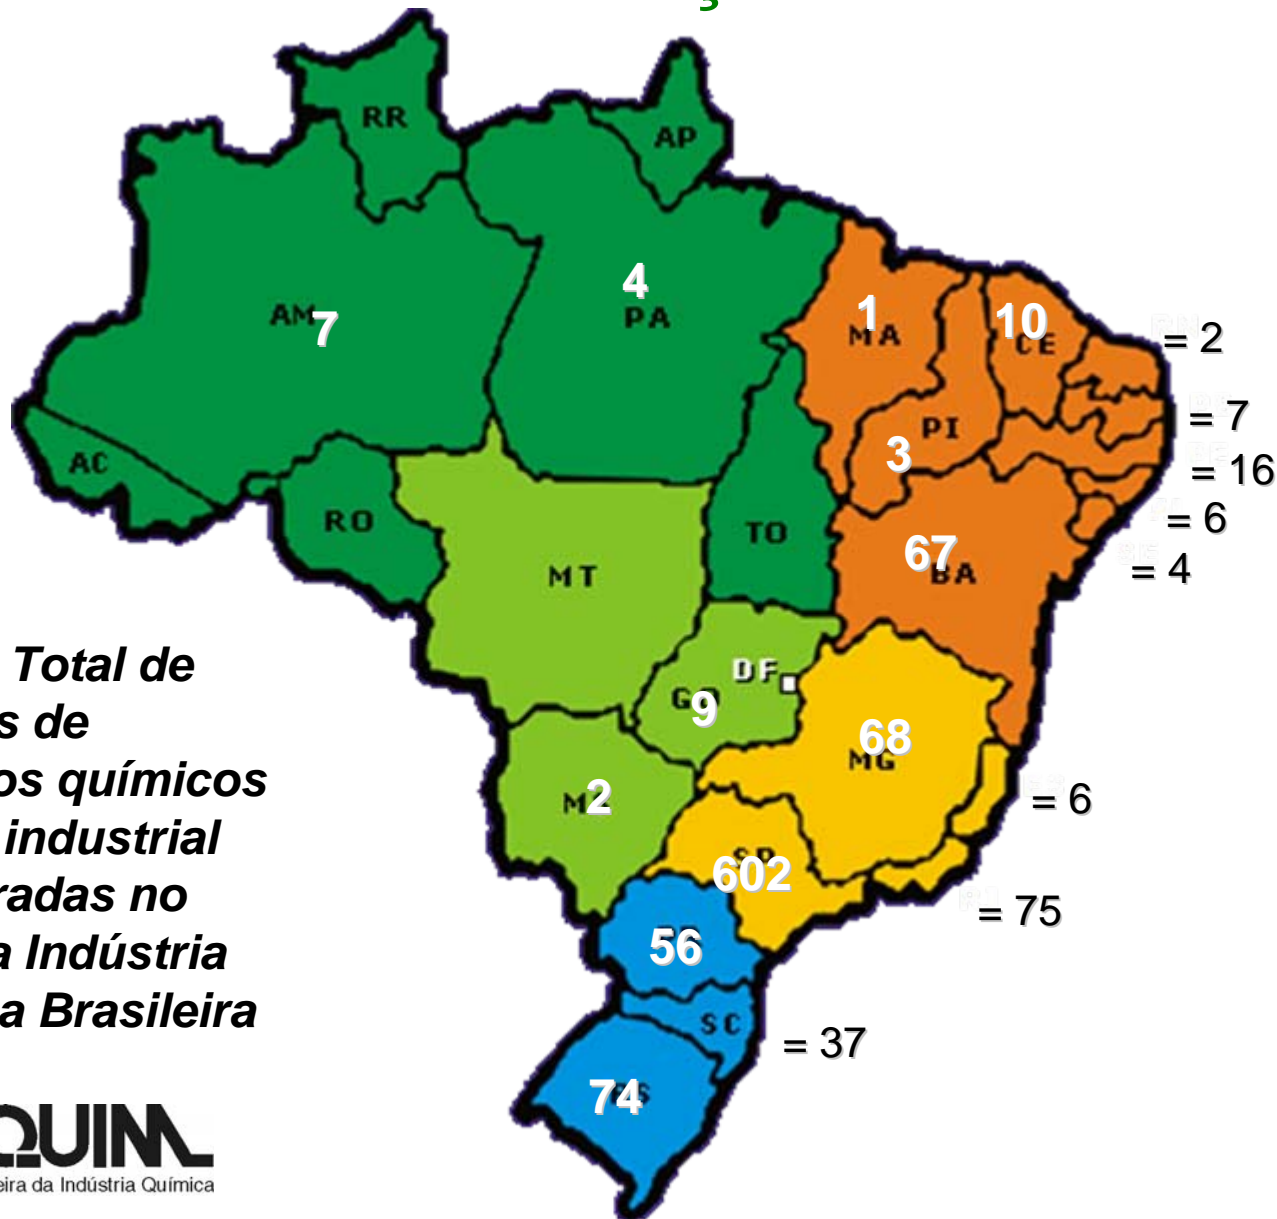 RR
AP
4
PA
AM 7
1
MA
10
CE
= 2
PI
3
= 7
= 16
= 6
= 4
AC
RO
MT
TO
67
BA
DF
9
68
MG
2
= 6
602
= 75
56
SC
= 37
74
Total de
s de
os químicos
industrial
radas no
a Indústria
a Brasileira
QUIM
eira da Indústria Química